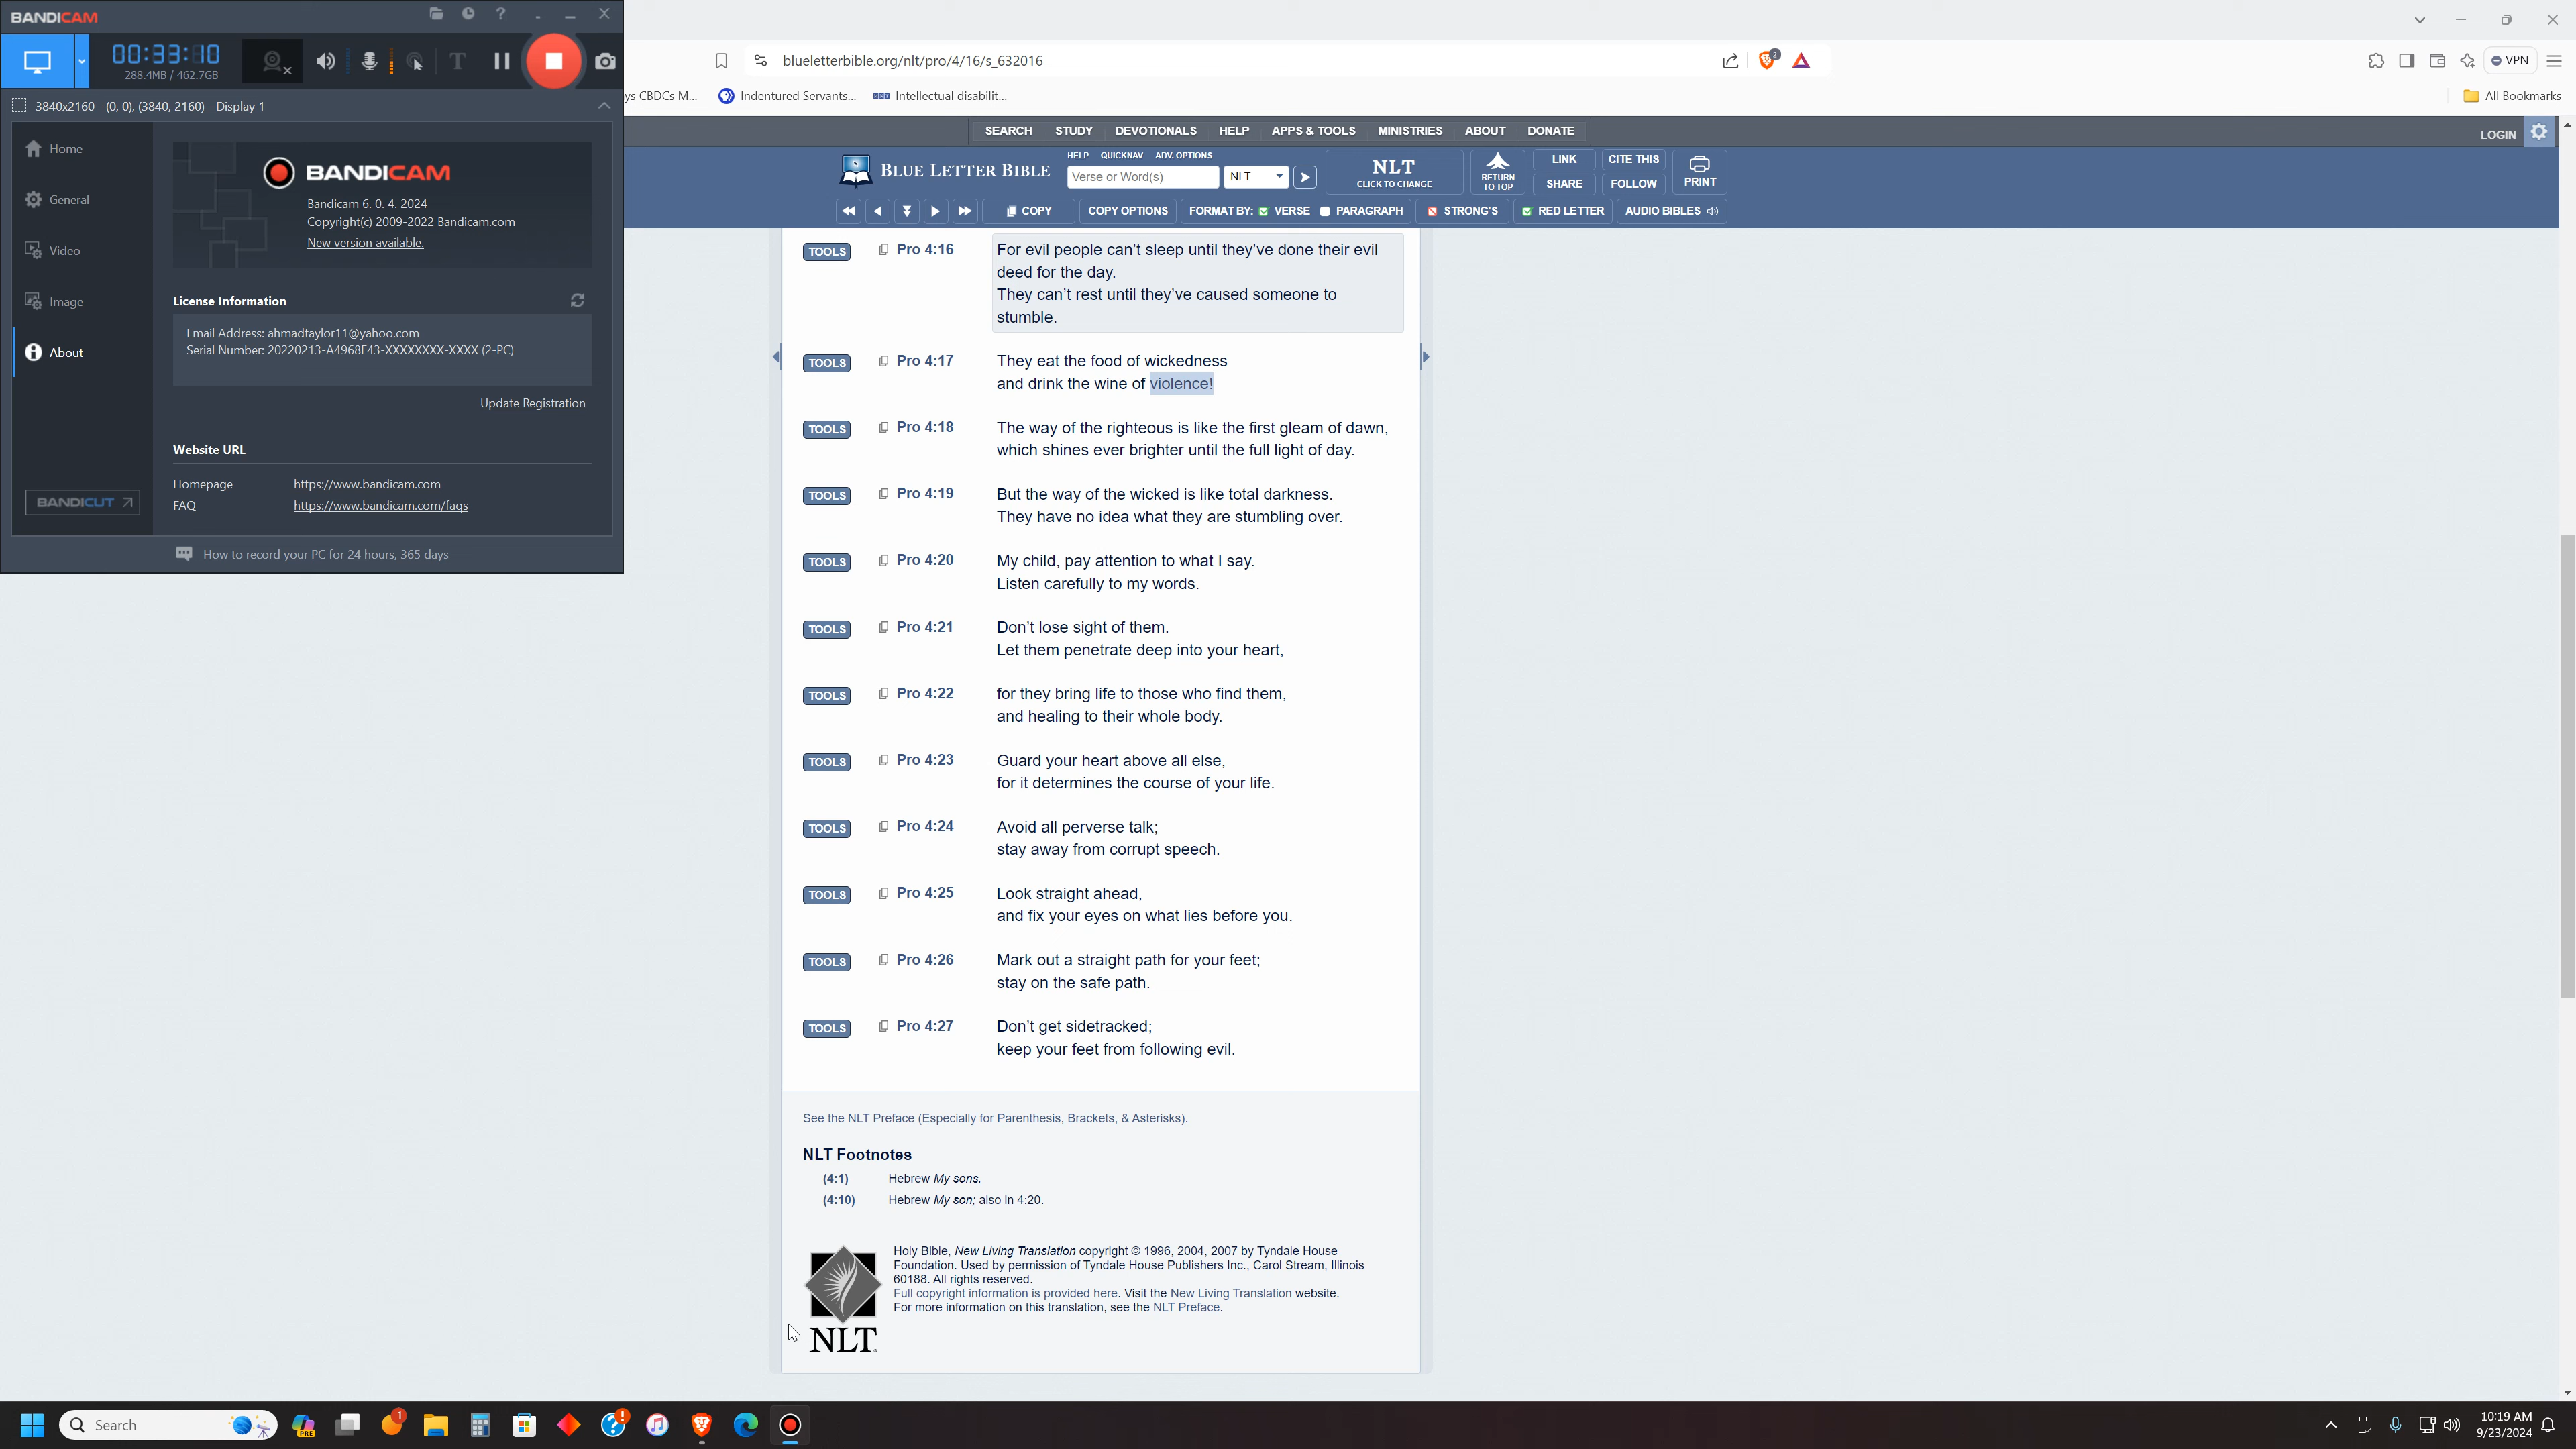 BANDICAM
00:33:10
288.4MB / 462.7GB
3840x2160 - (0, 0), (3840, 2160) - Display 1
Home
General
Video
Image
About
BANDICUT
BANDICAM
Bandicam 6. 0. 4. 2024
Copyright(c) 2009-2022 Bandicam.com
New version available.
License Information
Email Address: ahmadtaylor11@yahoo.com
Serial Number: 20220213-A4968F43-XXXXXXXX-XXXX (2-PC)
Update Registration
Website URL
Homepage https://www.bandicam.com
FAQ https://www.bandicam.com/faqs
How to record your PC for 24 hours, 365 days
blueletterbible.org/nlt/pro/4/16/s_632016
2
VPN
ys CBDCs M... Indentured Servants... Intellectual disabilit... All Bookmarks
SEARCH STUDY DEVOTIONALS HELP APPS & TOOLS MINISTRIES ABOUT DONATE LOGIN
BLUE LETTER BIBLE
HELP QUICKNAV ADV. OPTIONS
Verse or Word(s) NLT
NLT
CLICK TO CHANGE
RETURN
TO TOP
LINK CITE THIS
SHARE FOLLOW
PRINT
COPY COPY OPTIONS FORMAT BY: VERSE PARAGRAPH STRONG'S RED LETTER AUDIO BIBLES
TOOLS Pro 4:16 For evil people can't sleep until they've done their evil
deed for the day.
They can't rest until they've caused someone to
stumble.
TOOLS Pro 4:17 They eat the food of wickedness
and drink the wine of violence!
TOOLS Pro 4:18 The way of the righteous is like the first gleam of dawn,
which shines ever brighter until the full light of day.
TOOLS Pro 4:19 But the way of the wicked is like total darkness.
They have no idea what they are stumbling over.
TOOLS Pro 4:20 My child, pay attention to what I say.
Listen carefully to my words.
TOOLS Pro 4:21 Don't lose sight of them.
Let them penetrate deep into your heart,
TOOLS Pro 4:22 for they bring life to those who find them,
and healing to their whole body.
TOOLS Pro 4:23 Guard your heart above all else,
for it determines the course of your life.
TOOLS Pro 4:24 Avoid all perverse talk;
stay away from corrupt speech.
TOOLS Pro 4:25 Look straight ahead,
and fix your eyes on what lies before you.
TOOLS Pro 4:26 Mark out a straight path for your feet;
stay on the safe path.
TOOLS Pro 4:27 Don't get sidetracked;
keep your feet from following evil.
See the NLT Preface (Especially for Parenthesis, Brackets, & Asterisks).
NLT Footnotes
(4:1) Hebrew My sons.
(4:10) Hebrew My son; also in 4:20.
Holy Bible, New Living Translation copyright © 1996, 2004, 2007 by Tyndale House
Foundation. Used by permission of Tyndale House Publishers Inc., Carol Stream, Illinois
60188. All rights reserved.
Full copyright information is provided here. Visit the New Living Translation website.
For more information on this translation, see the NLT Preface.
NLT
Search
PRE
1
10:19 AM
9/23/2024